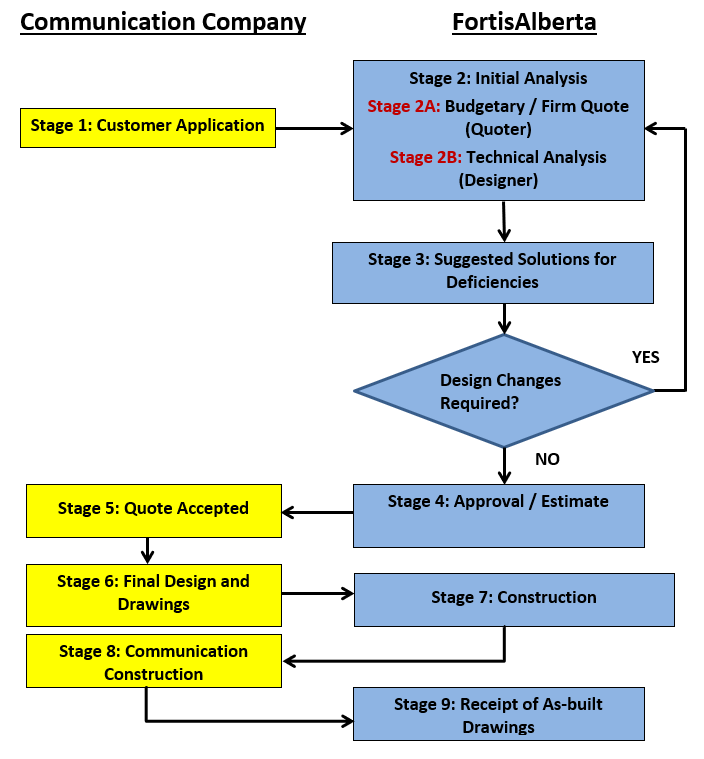 Communication Company
FortisAlberta
Stage 1: Customer Application
Stage 2: Initial Analysis
Stage 2A: Budgetary / Firm Quote
(Quoter)
Stage 2B: Technical Analysis
(Designer)
Stage 3: Suggested Solutions for
Deficiencies
Design Changes
Required?
YES
NO
Stage 4: Approval / Estimate
Stage 5: Quote Accepted
Stage 6: Final Design and
Drawings
Stage 7: Construction
Stage 8: Communication
Construction
Stage 9: Receipt of As-built
Drawings